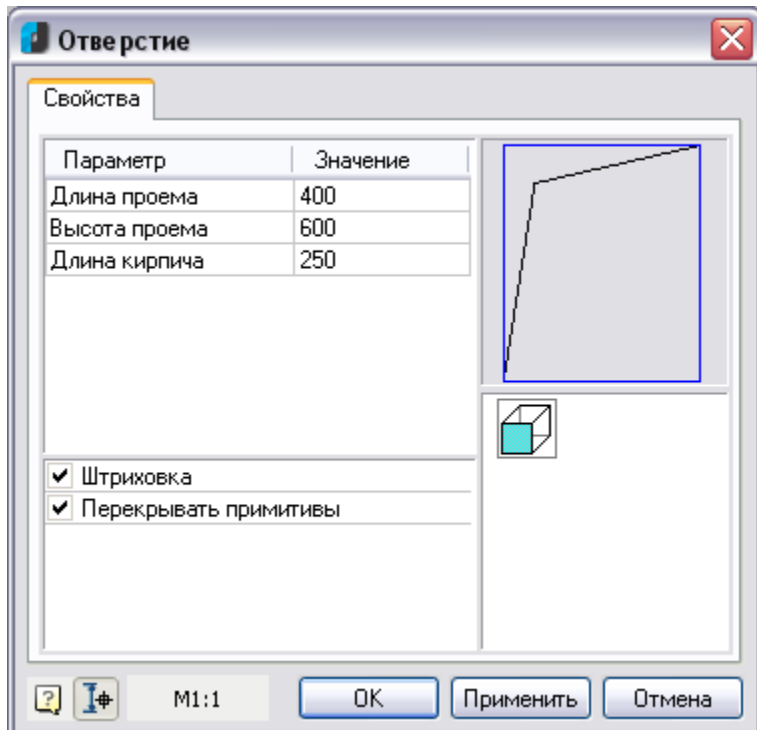 Отверстие
Свойства
Параметр Значение
Длина проема 400
Высота проема 600
Длина кирпича 250
Штриховка
Перекрывать примитивы
M1:1 OK Применить Отмена